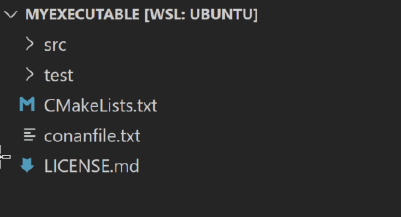 MYEXECUTABLE [WSL: UBUNTU]
src
test
CMakeLists.txt
conanfile.txt
LICENSE.md